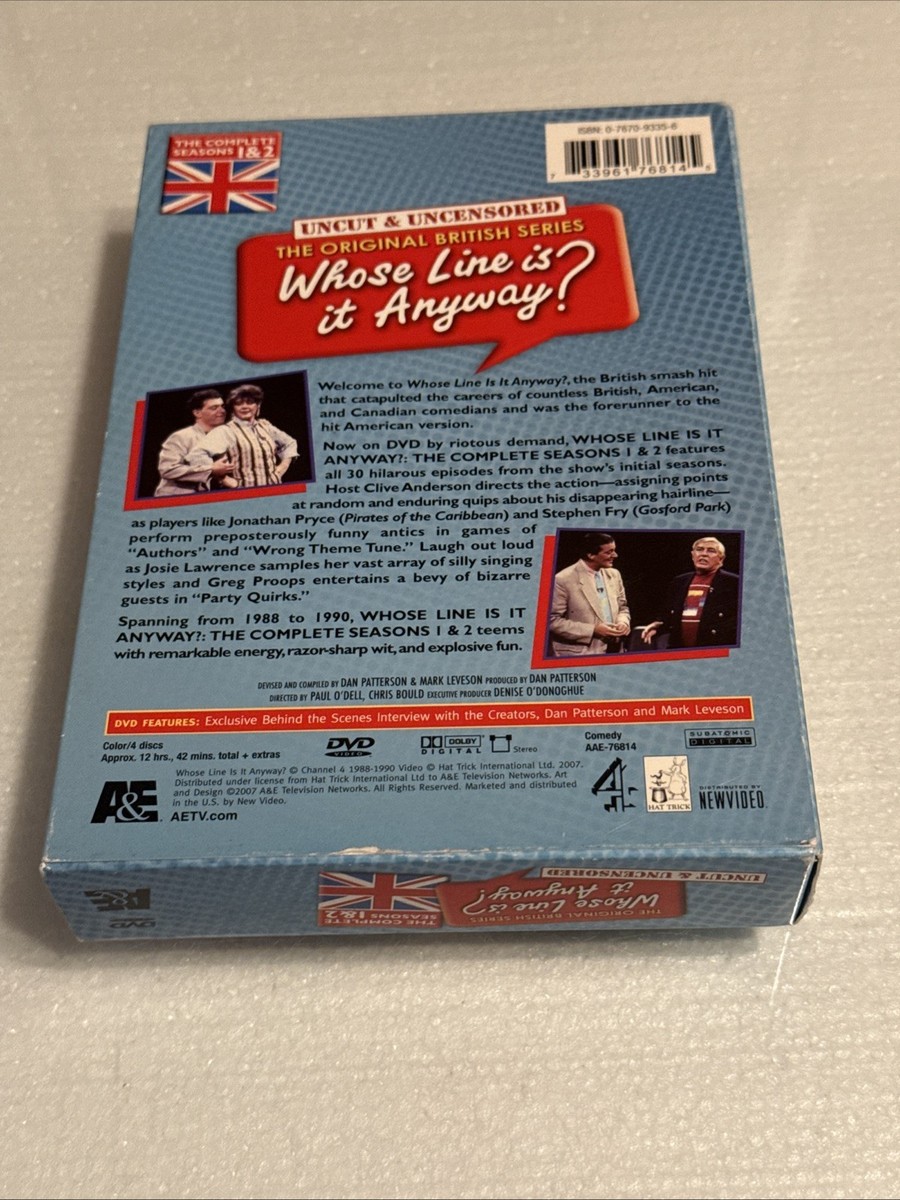 THE COMPLETE
SEASONS 1&2
ISBN: 0-7670-9335-6
7 33961 76814 5
UNCUT & UNCENSORED
THE ORIGINAL BRITISH SERIES
Whose Line is
it Anyway?
Welcome to Whose Line Is It Anyway?, the British smash hit
that catapulted the careers of countless British, American,
and Canadian comedians and was the forerunner to the
hit American version.
Now on DVD by riotous demand, WHOSE LINE IS IT
ANYWAY?: THE COMPLETE SEASONS 1 & 2 features
all 30 hilarous episodes from the show's initial seasons.
Host Clive Anderson directs the action—assigning points
at random and enduring quips about his disappearing hairline—
as players like Jonathan Pryce (Pirates of the Caribbean) and Stephen Fry (Gosford Park)
perform preposterously funny antics in games of
"Authors" and "Wrong Theme Tune." Laugh out loud
as Josie Lawrence samples her vast array of silly singing
styles and Greg Proops entertains a bevy of bizarre
guests in "Party Quirks."
Spanning from 1988 to 1990, WHOSE LINE IS IT
ANYWAY?: THE COMPLETE SEASONS 1 & 2 teems
with remarkable energy, razor-sharp wit, and explosive fun.
DEVISED AND COMPILED BY DAN PATTERSON & MARK LEVESON PRODUCED BY DAN PATTERSON
DIRECTED BY PAUL O'DELL, CHRIS BOULD EXECUTIVE PRODUCER DENISE O'DONOGHUE
DVD FEATURES: Exclusive Behind the Scenes Interview with the Creators, Dan Patterson and Mark Leveson
Color/4 discs
Approx. 12 hrs., 42 mins. total + extras
DVD
VIDEO
DOLBY
DIGITAL
Stereo
Comedy
AAE-76814
SUBATOMIC
DIGITAL
Whose Line Is It Anyway? © Channel 4 1988-1990 Video © Hat Trick International Ltd. 2007.
Distributed under license from Hat Trick International Ltd to A&E Television Networks. Art
and Design ©2007 A&E Television Networks. All Rights Reserved. Marketed and distributed
in the U.S. by New Video.
A&E
AETV.com
4
HAT TRICK
DISTRIBUTED BY
NEWVIDEO
A&E
DVD
THE COMPLETE
SEASONS 1&2
UNCUT & UNCENSORED
THE ORIGINAL BRITISH SERIES
Whose Line is
it Anyway?